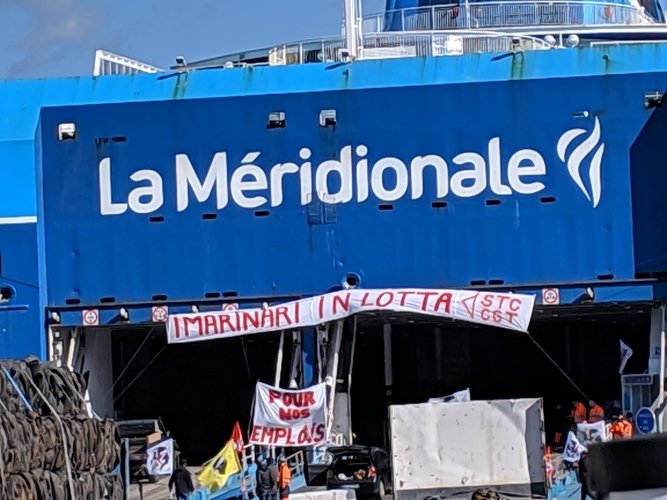 La Méridionale
I MARINARI IN LOTTA
STC
CGT
POUR
NOS
EMPLOIS